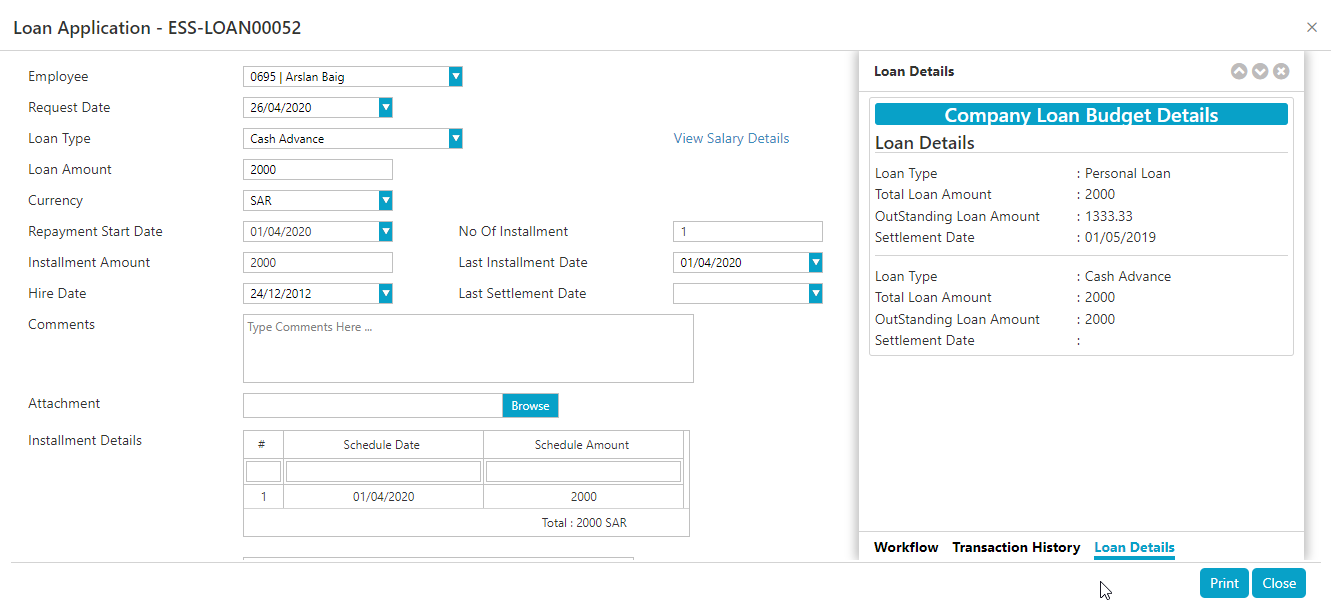 Loan Application - ESS-LOAN00052
×
Employee
0695 | Arslan Baig
Request Date
26/04/2020
Loan Type
Cash Advance
View Salary Details
Loan Amount
2000
Currency
SAR
Repayment Start Date
01/04/2020
No Of Installment
1
Installment Amount
2000
Last Installment Date
01/04/2020
Hire Date
24/12/2012
Last Settlement Date
Comments
Type Comments Here ...
Attachment
Browse
Installment Details
# Schedule Date Schedule Amount
1 01/04/2020 2000
Total : 2000 SAR
Loan Details
Company Loan Budget Details
Loan Details
Loan Type : Personal Loan
Total Loan Amount : 2000
OutStanding Loan Amount : 1333.33
Settlement Date : 01/05/2019
Loan Type : Cash Advance
Total Loan Amount : 2000
OutStanding Loan Amount : 2000
Settlement Date :
Workflow Transaction History Loan Details
Print Close